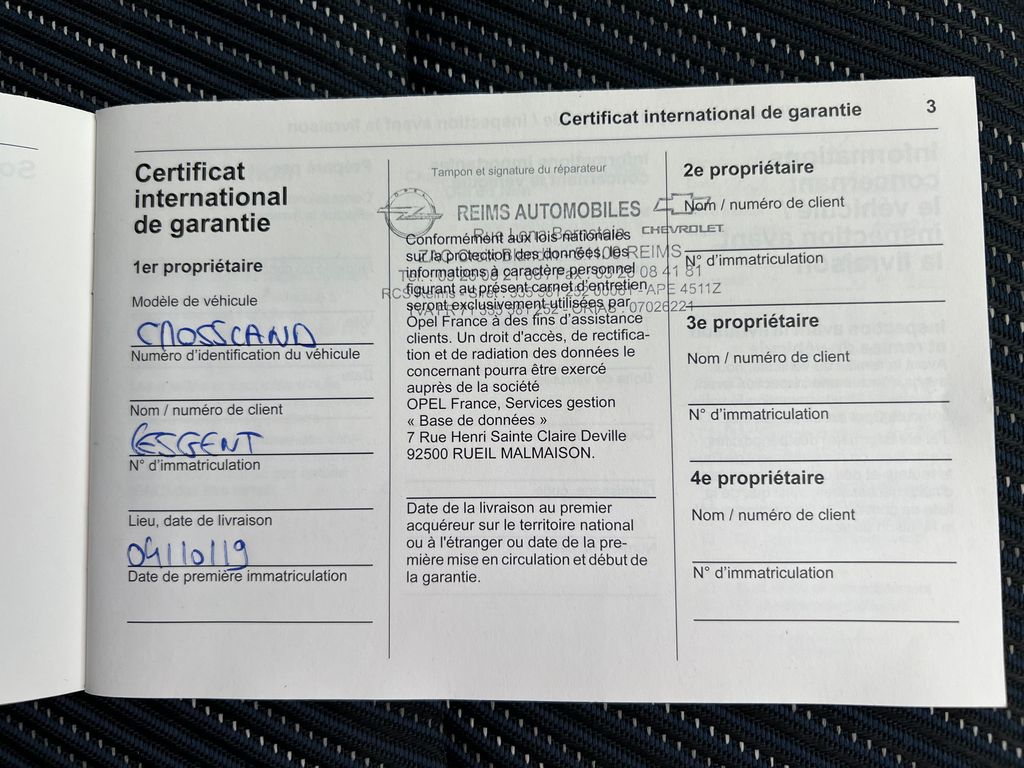 Certificat international de garantie
3
Certificat
international
de garantie
1er propriétaire
Modèle de véhicule
CROSSLAND
Numéro d'identification du véhicule
Nom / numéro de client
N° d'immatriculation
Lieu, date de livraison
04/10/19
Date de première immatriculation
Tampon et signature du réparateur
REIMS AUTOMOBILES
CHEVROLET
Conformément aux lois nationales
sur la protection des données, les
informations à caractère personnel
figurant au présent carnet d'entretien
seront exclusivement utilisées par
Opel France à des fins d'assistance
clients. Un droit d'accès, de rectifica-
tion et de radiation des données le
concernant pourra être exercé
auprès de la société
OPEL France, Services gestion
« Base de données »
7 Rue Henri Sainte Claire Deville
92500 RUEIL MALMAISON.
Date de la livraison au premier
acquéreur sur le territoire national
ou à l'étranger ou date de la pre-
mière mise en circulation et début de
la garantie.
2e propriétaire
Nom / numéro de client
N° d'immatriculation
3e propriétaire
Nom / numéro de client
N° d'immatriculation
4e propriétaire
Nom / numéro de client
N° d'immatriculation